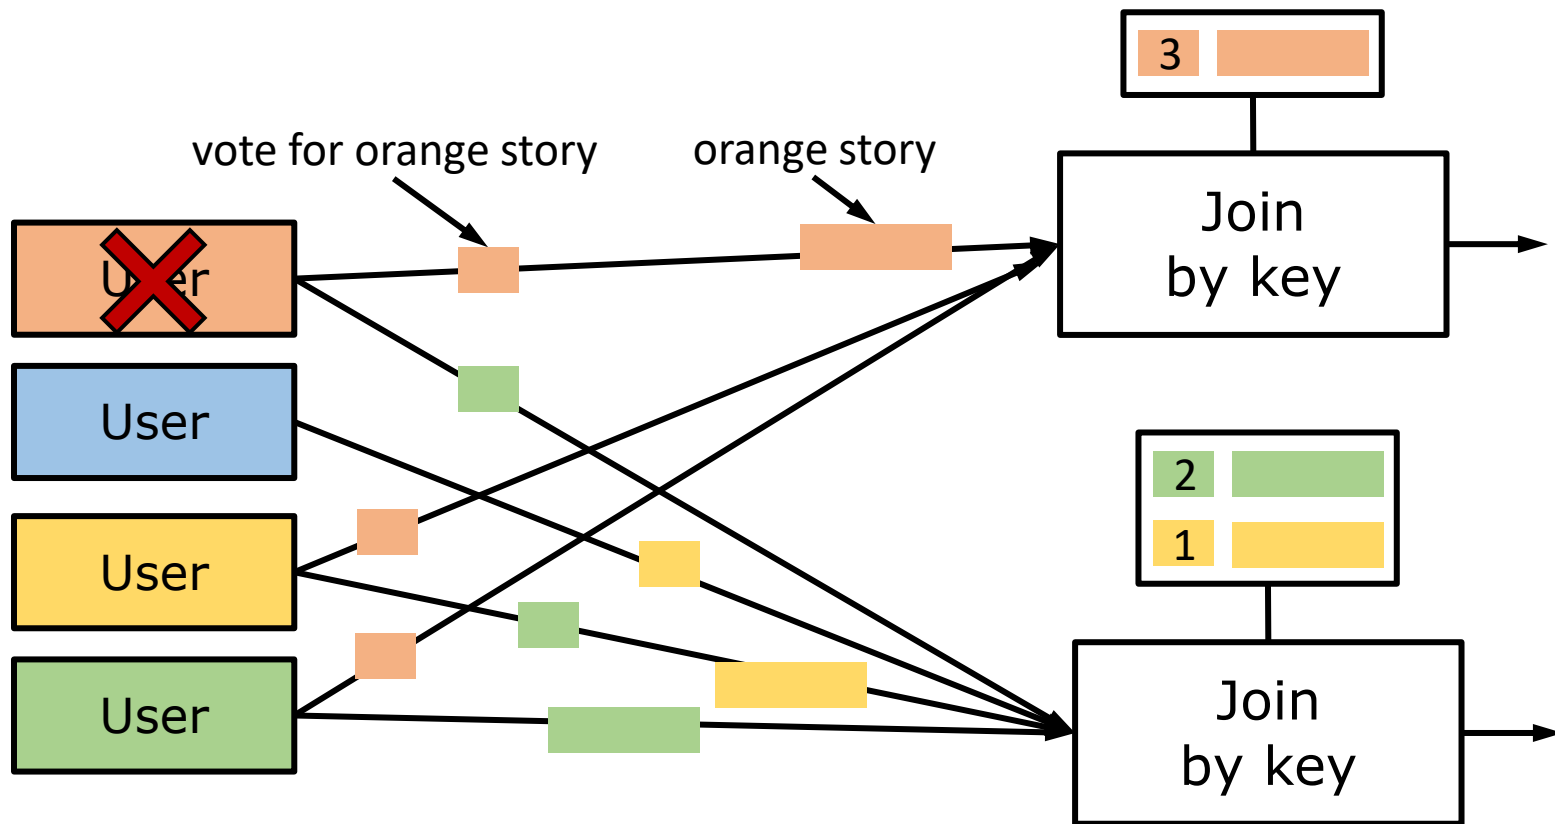 3
vote for orange story
orange story
Join
by key
User
User
User
User
2
1
Join
by key